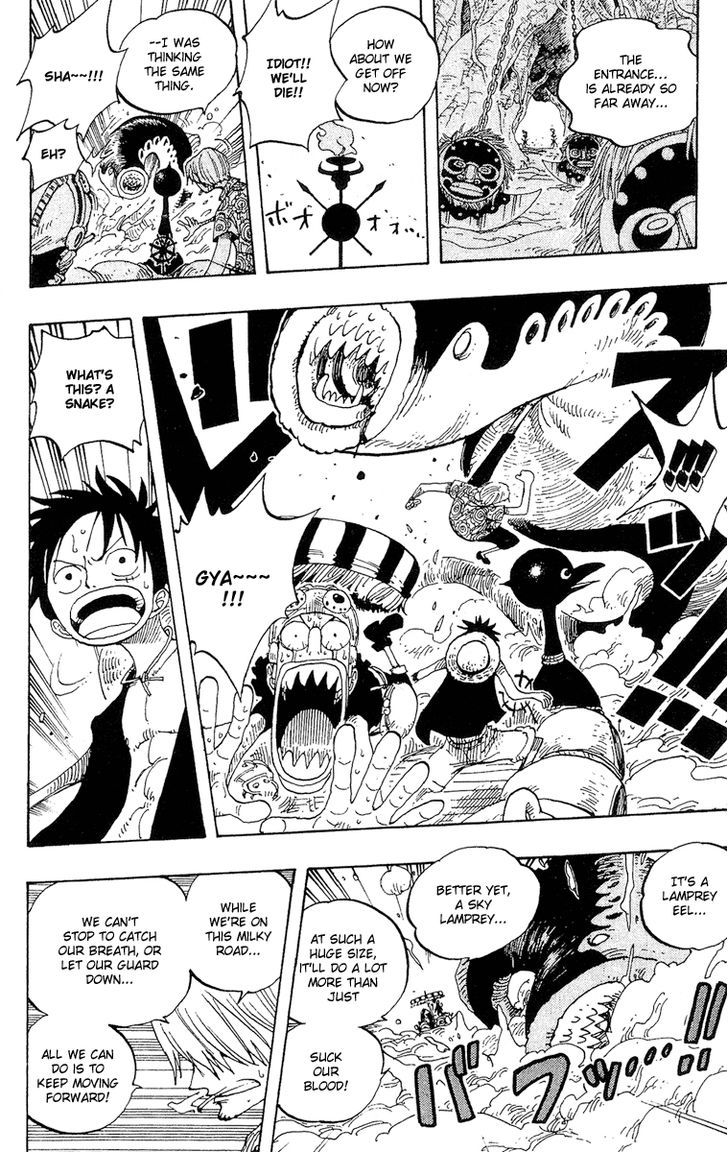 THE
ENTRANCE...
IS ALREADY SO
FAR AWAY...
HOW
ABOUT WE
GET OFF
NOW?
IDIOT!!
WE'LL
DIE!!
ボオオオ...
--I WAS
THINKING
THE SAME
THING.
SHA~~!!!
EH?
!!!
GYA~~~
!!!
WHAT'S
THIS? A
SNAKE?
IT'S A
LAMPREY
EEL...
BETTER YET,
A SKY
LAMPREY...
AT SUCH A
HUGE SIZE,
IT'LL DO A LOT
MORE THAN
JUST
SUCK
OUR
BLOOD!
WHILE
WE'RE ON
THIS MILKY
ROAD...
WE CAN'T
STOP TO CATCH
OUR BREATH, OR
LET OUR GUARD
DOWN...
ALL WE CAN
DO IS TO
KEEP MOVING
FORWARD!